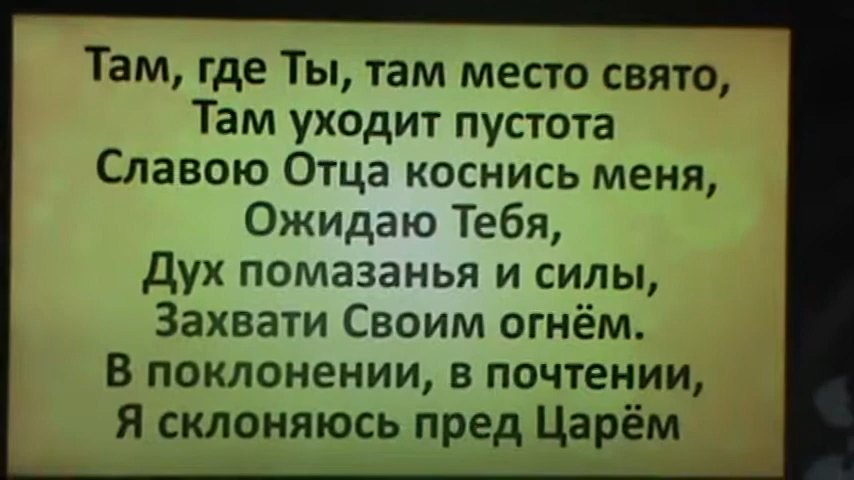 Там, где Ты, там место свято,
Там уходит пустота
Славою Отца коснись меня,
Ожидаю Тебя,
Дух помазанья и силы,
Захвати Своим огнём.
В поклонении, в почтении,
Я склоняюсь пред Царём